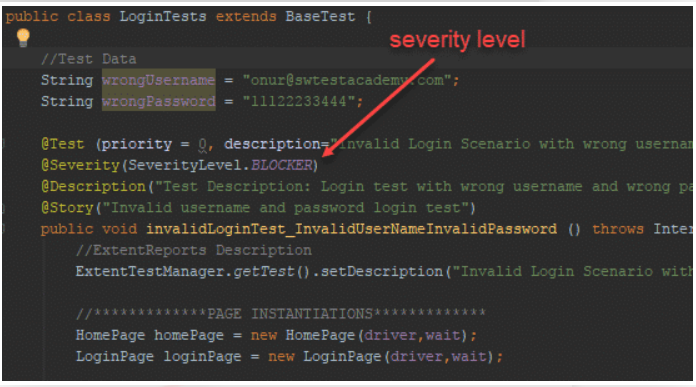 public class LoginTests extends BaseTest {
severity level
//Test Data
String wrongUsername = "onur@swtestacademy.com";
String wrongPassword = "11122233444";
@Test (priority = 0, description="Invalid Login Scenario with wrong usernam
@Severity(SeverityLevel.BLOCKER)
@Description("Test Description: Login test with wrong username and wrong pa
@Story("Invalid username and password login test")
public void invalidLoginTest_InvalidUserNameInvalidPassword () throws Inter
//ExtentReports Description
ExtentTestManager.getTest().setDescription("Invalid Login Scenario with
//*************PAGE INSTANTIATIONS*************
HomePage homePage = new HomePage(driver,wait);
LoginPage loginPage = new LoginPage(driver,wait);